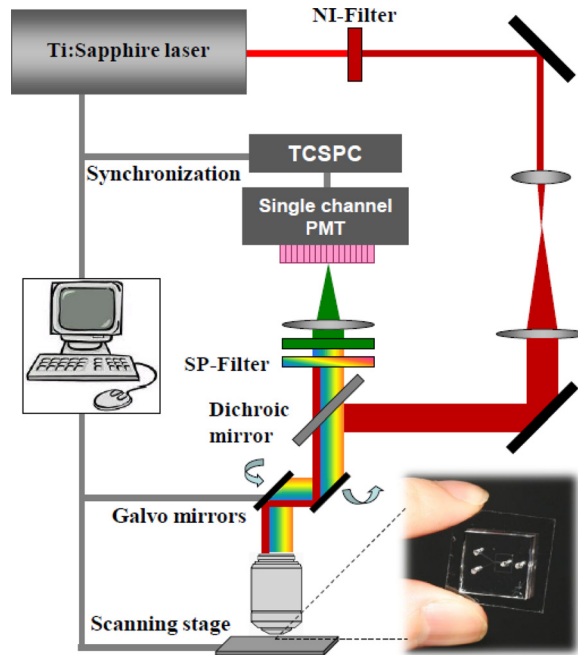 NI-Filter
Ti:Sapphire laser
TCSPC
Synchronization
Single channel
PMT
SP-Filter
Dichroic
mirror
Galvo mirrors
Scanning stage